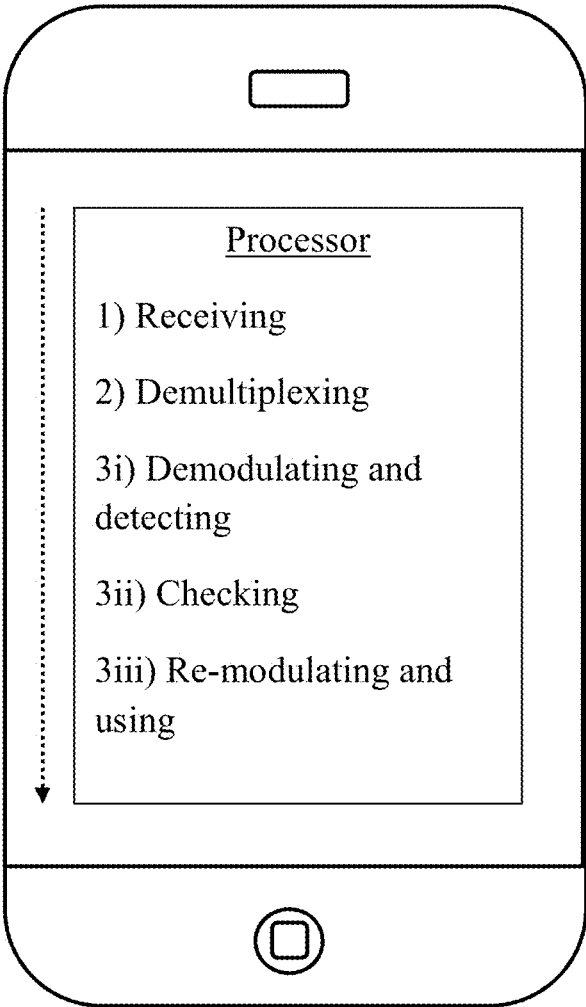 Processor
1) Receiving
2) Demultiplexing
3i) Demodulating and
detecting
3ii) Checking
3iii) Re-modulating and
using